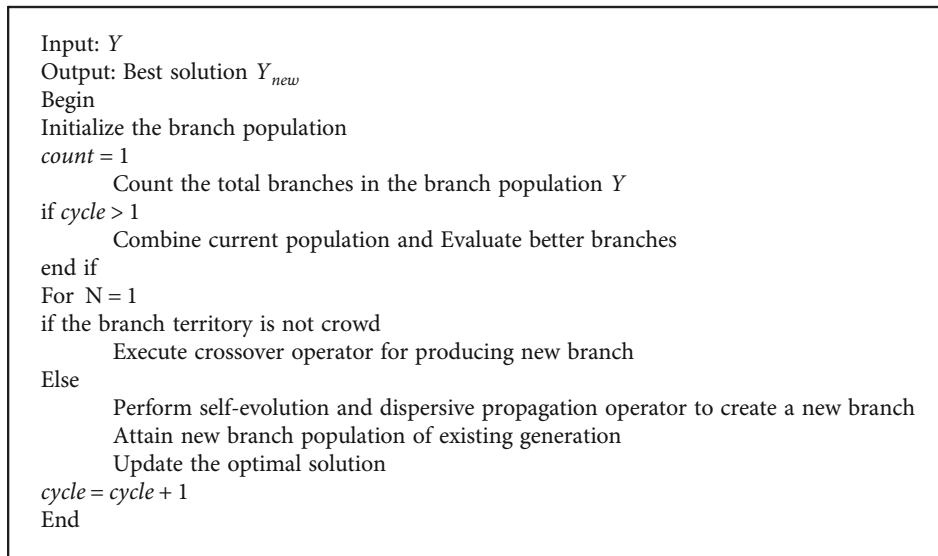 Input: Y
Output: Best solution Y_new
Begin
Initialize the branch population
count = 1
Count the total branches in the branch population Y
if cycle > 1
Combine current population and Evaluate better branches
end if
For N = 1
if the branch territory is not crowd
Execute crossover operator for producing new branch
Else
Perform self-evolution and dispersive propagation operator to create a new branch
Attain new branch population of existing generation
Update the optimal solution
cycle = cycle + 1
End